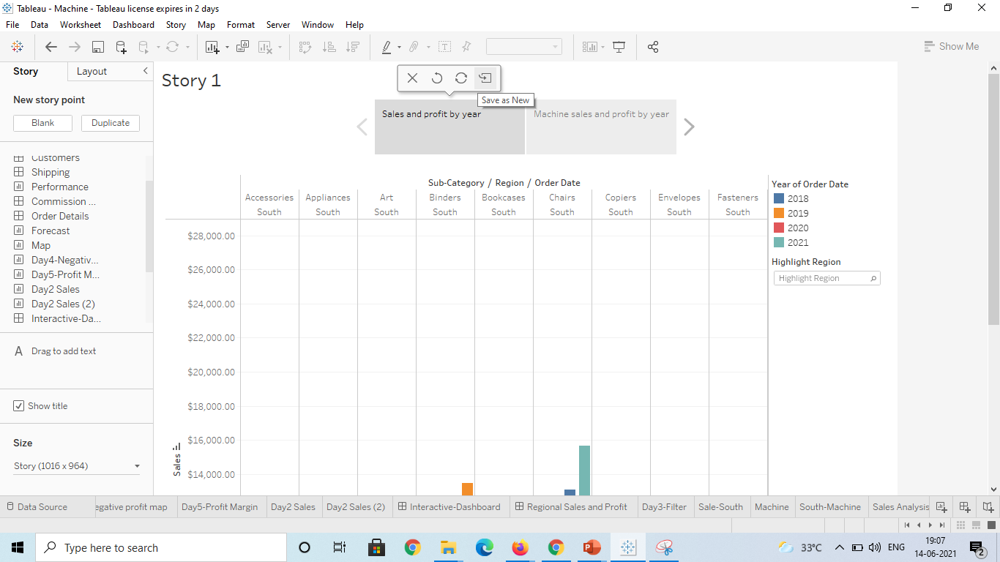 Tableau - Machine - Tableau license expires in 2 days
File Data Worksheet Dashboard Story Map Format Server Window Help
Show Me
Story Layout
New story point
Blank Duplicate
Customers
Shipping
Performance
Commission ...
Order Details
Forecast
Map
Day4-Negativ...
Day5-Profit M...
Day2 Sales
Day2 Sales (2)
Interactive-Da...
A Drag to add text
Show title
Size
Story (1016 x 964)
Story 1
Save as New
Sales and profit by year
Machine sales and profit by year
Sub-Category / Region / Order Date
Accessories Appliances Art Binders Bookcases Chairs Copiers Envelopes Fasteners
South South South South South South South South South
$28,000.00
$26,000.00
$24,000.00
$22,000.00
$20,000.00
$18,000.00
$16,000.00
$14,000.00
Sales
Year of Order Date
2018
2019
2020
2021
Highlight Region
Highlight Region
Data Source egative profit map Day5-Profit Margin Day2 Sales Day2 Sales (2) Interactive-Dashboard Regional Sales and Profit Day3-Filter Sale-South Machine South-Machine Sales Analysis
Type here to search
33°C ENG
19:07
14-06-2021
2